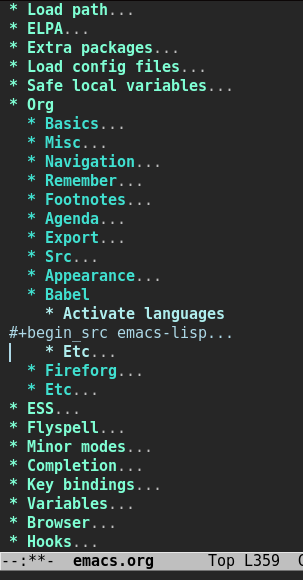 * Load path...
* ELPA...
* Extra packages...
* Load config files...
* Safe local variables...
* Org
* Basics...
* Misc...
* Navigation...
* Remember...
* Footnotes...
* Agenda...
* Export...
* Src...
* Appearance...
* Babel
* Activate languages
#+begin_src emacs-lisp...
* Etc...
* Fireforg...
* Etc...
* ESS...
* Flyspell...
* Minor modes...
* Completion...
* Key bindings...
* Variables...
* Browser...
* Hooks...
--:**- emacs.org Top L359